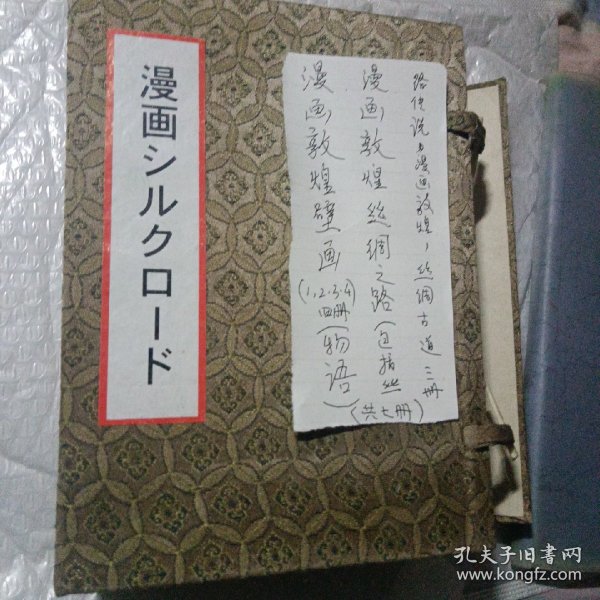 漫画シルクロード
漫画敦煌壁画(1、2、3、4)四册(物语)
漫画敦煌丝绸之路(包括丝
路传说与漫画敦煌,丝绸古道三册
(共七册)
孔夫子旧书网
www.kongfz.com